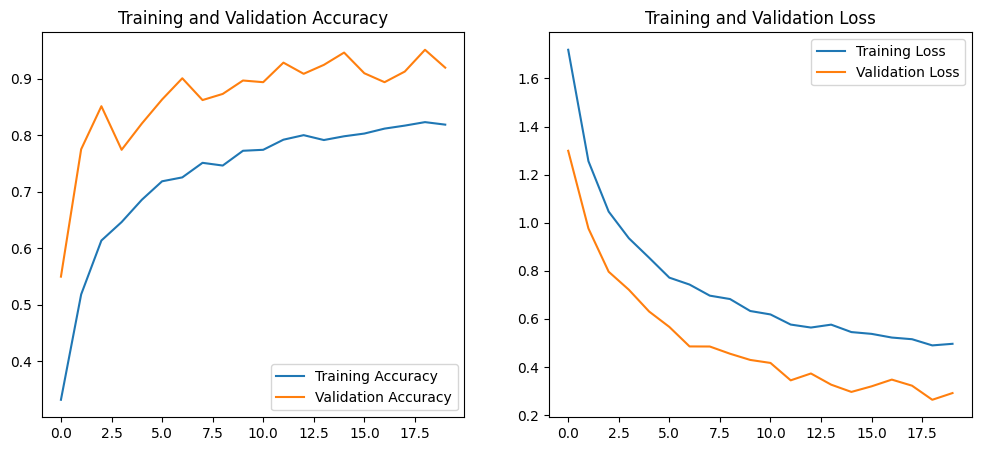 Training and Validation Accuracy
0.9
0.8
0.7
0.6
0.5
0.4
Training Accuracy
Validation Accuracy
0.0 2.5 5.0 7.5 10.0 12.5 15.0 17.5
Training and Validation Loss
Training Loss
Validation Loss
1.6
1.4
1.2
1.0
0.8
0.6
0.4
0.2
0.0 2.5 5.0 7.5 10.0 12.5 15.0 17.5